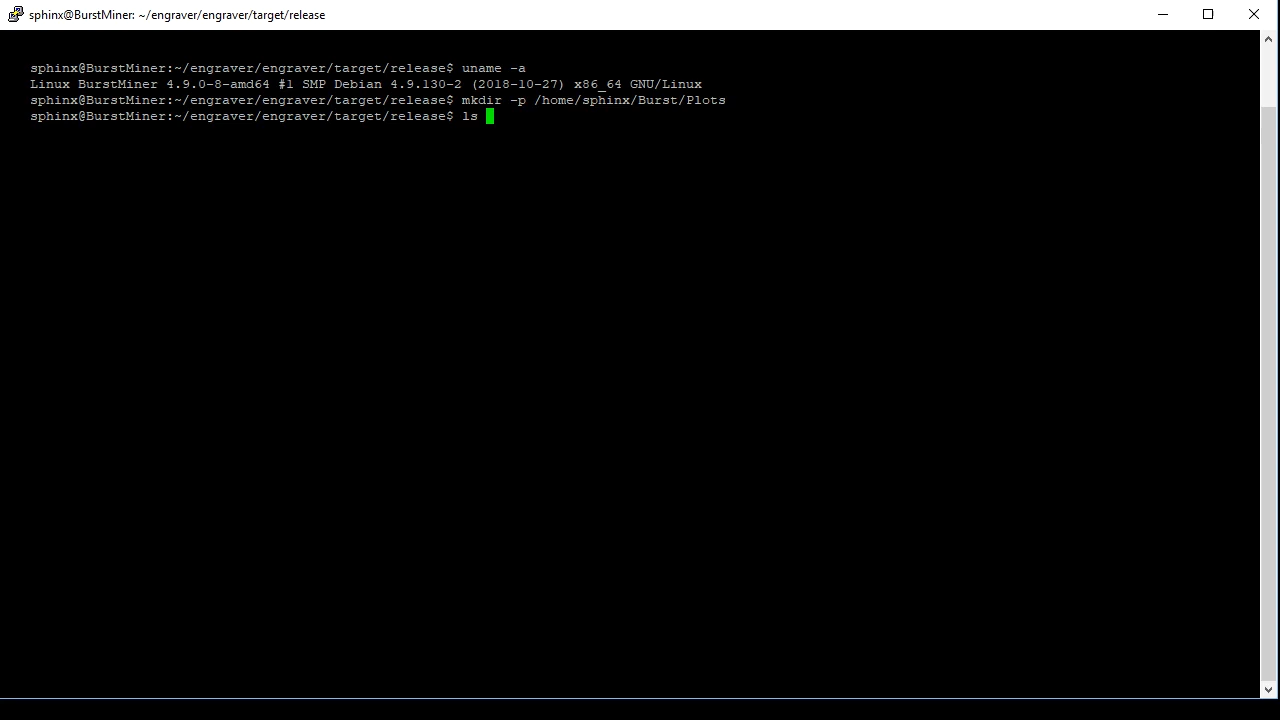 sphinx@BurstMiner: ~/engraver/engraver/target/release
sphinx@BurstMiner:~/engraver/engraver/target/release$ uname -a
Linux BurstMiner 4.9.0-8-amd64 #1 SMP Debian 4.9.130-2 (2018-10-27) x86_64 GNU/Linux
sphinx@BurstMiner:~/engraver/engraver/target/release$ mkdir -p /home/sphinx/Burst/Plots
sphinx@BurstMiner:~/engraver/engraver/target/release$ ls